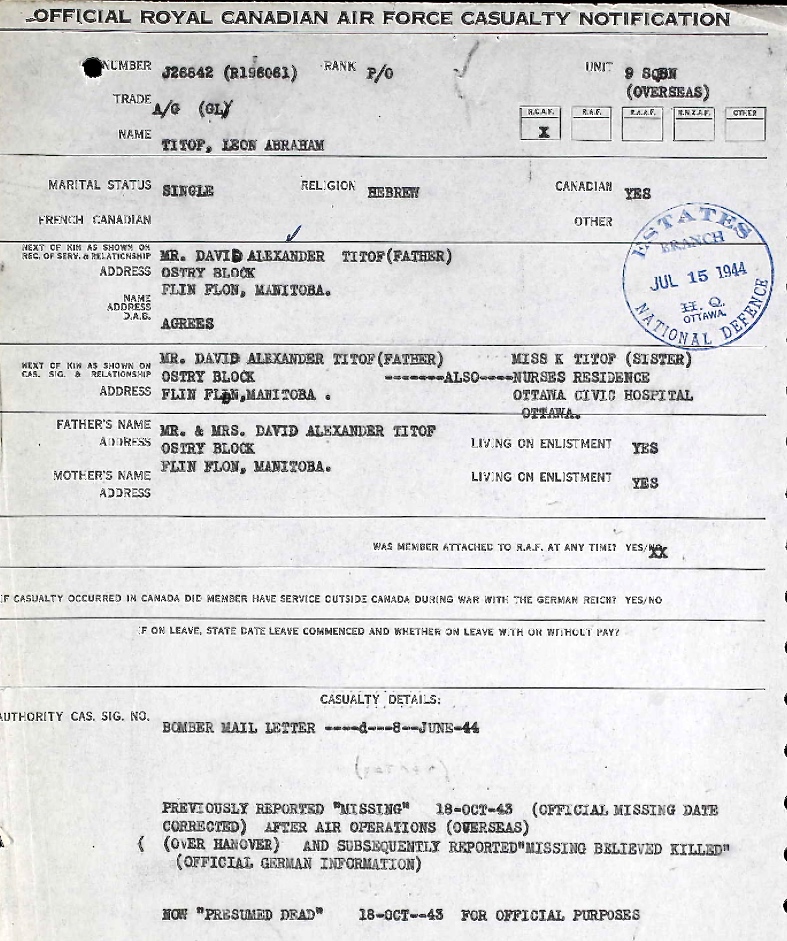 OFFICIAL ROYAL CANADIAN AIR FORCE CASUALTY NOTIFICATION
NUMBER J26842 (R196061) RANK P/O UNIT 9 SQBN
(OVERSEAS)
TRADE A/G (GL)
R.C.A.F. R.A.F. R.A.A.F. R.N.Z.A.F. OTHER
X
NAME TITOF, LEON ABRAHAM
MARITAL STATUS SINGLE RELIGION HEBREW CANADIAN YES
FRENCH CANADIAN OTHER
ESTATES
BRANCH
JUL 15 1944
H. Q.
OTTAWA.
NATIONAL DEFENCE
NEXT OF KIN AS SHOWN ON
REC. OF SERV. & RELATIONSHIP MR. DAVID ALEXANDER TITOF(FATHER)
ADDRESS OSTRY BLOCK
FLIN FLON, MANITOBA.
NAME
ADDRESS
D.A.B. AGREES
NEXT OF KIN AS SHOWN ON
CAS. SIG. & RELATIONSHIP MR. DAVID ALEXANDER TITOF(FATHER) MISS K TITOF (SISTER)
OSTRY BLOCK -------ALSO----NURSES RESIDENCE
ADDRESS FLIN FLON,MANITOBA . OTTAWA CIVIC HOSPITAL
OTTAWA.
FATHER'S NAME MR. & MRS. DAVID ALEXANDER TITOF
ADDRESS OSTRY BLOCK LIVING ON ENLISTMENT YES
FLIN FLON, MANITOBA.
MOTHER'S NAME LIVING ON ENLISTMENT YES
ADDRESS
WAS MEMBER ATTACHED TO R.A.F. AT ANY TIME? YES/NO XX
IF CASUALTY OCCURRED IN CANADA DID MEMBER HAVE SERVICE OUTSIDE CANADA DURING WAR WITH THE GERMAN REICH? YES/NO
IF ON LEAVE, STATE DATE LEAVE COMMENCED AND WHETHER ON LEAVE WITH OR WITHOUT PAY?
CASUALTY DETAILS:
AUTHORITY CAS. SIG. NO.
BOMBER MAIL LETTER ----d---8--JUNE-44
PREVIOUSLY REPORTED "MISSING" 18-OCT-43 (OFFICIAL MISSING DATE
CORRECTED) AFTER AIR OPERATIONS (OVERSEAS)
( (OVER HANOVER) AND SUBSEQUENTLY REPORTED"MISSING BELIEVED KILLED"
(OFFICIAL GERMAN INFORMATION)
NOW "PRESUMED DEAD" 18-OCT--43 FOR OFFICIAL PURPOSES